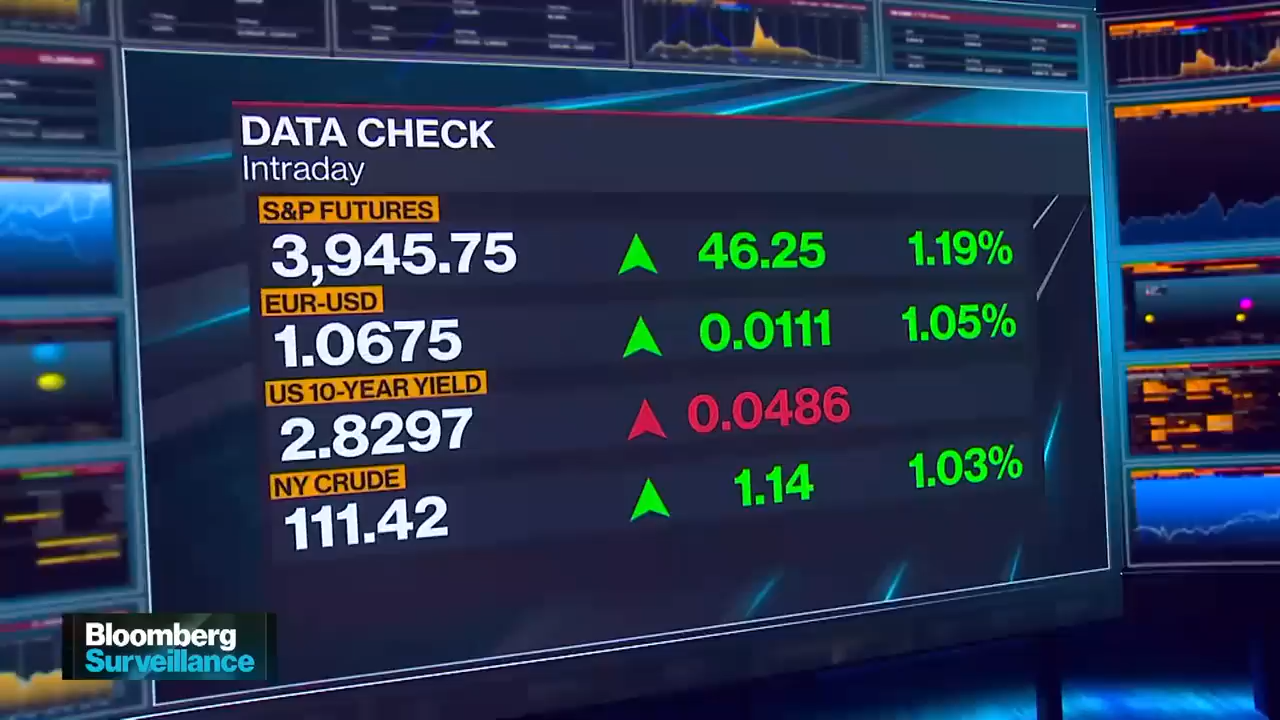 DATA CHECK
Intraday
S&P FUTURES
3,945.75 46.25 1.19%
EUR-USD
1.0675 0.0111 1.05%
US 10-YEAR YIELD
2.8297 0.0486
NY CRUDE
111.42 1.14 1.03%
Bloomberg
Surveillance